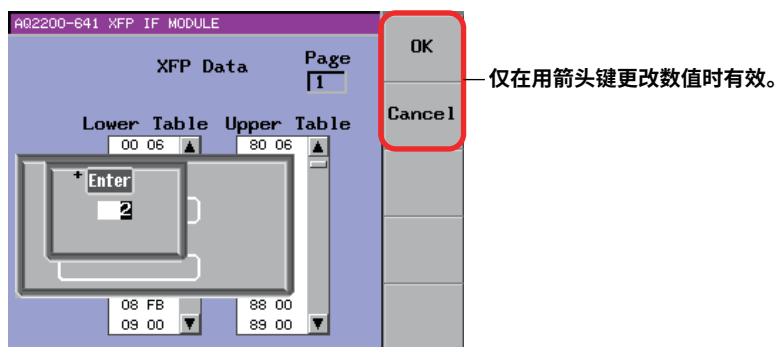 AQ2200-641 XFP IF MODULE
XFP Data
Page
1
Lower Table Upper Table
00 06 80 06
+ Enter
2
08 FB 88 00
09 00 89 00
OK
Cancel
仅在用箭头键更改数值时有效。